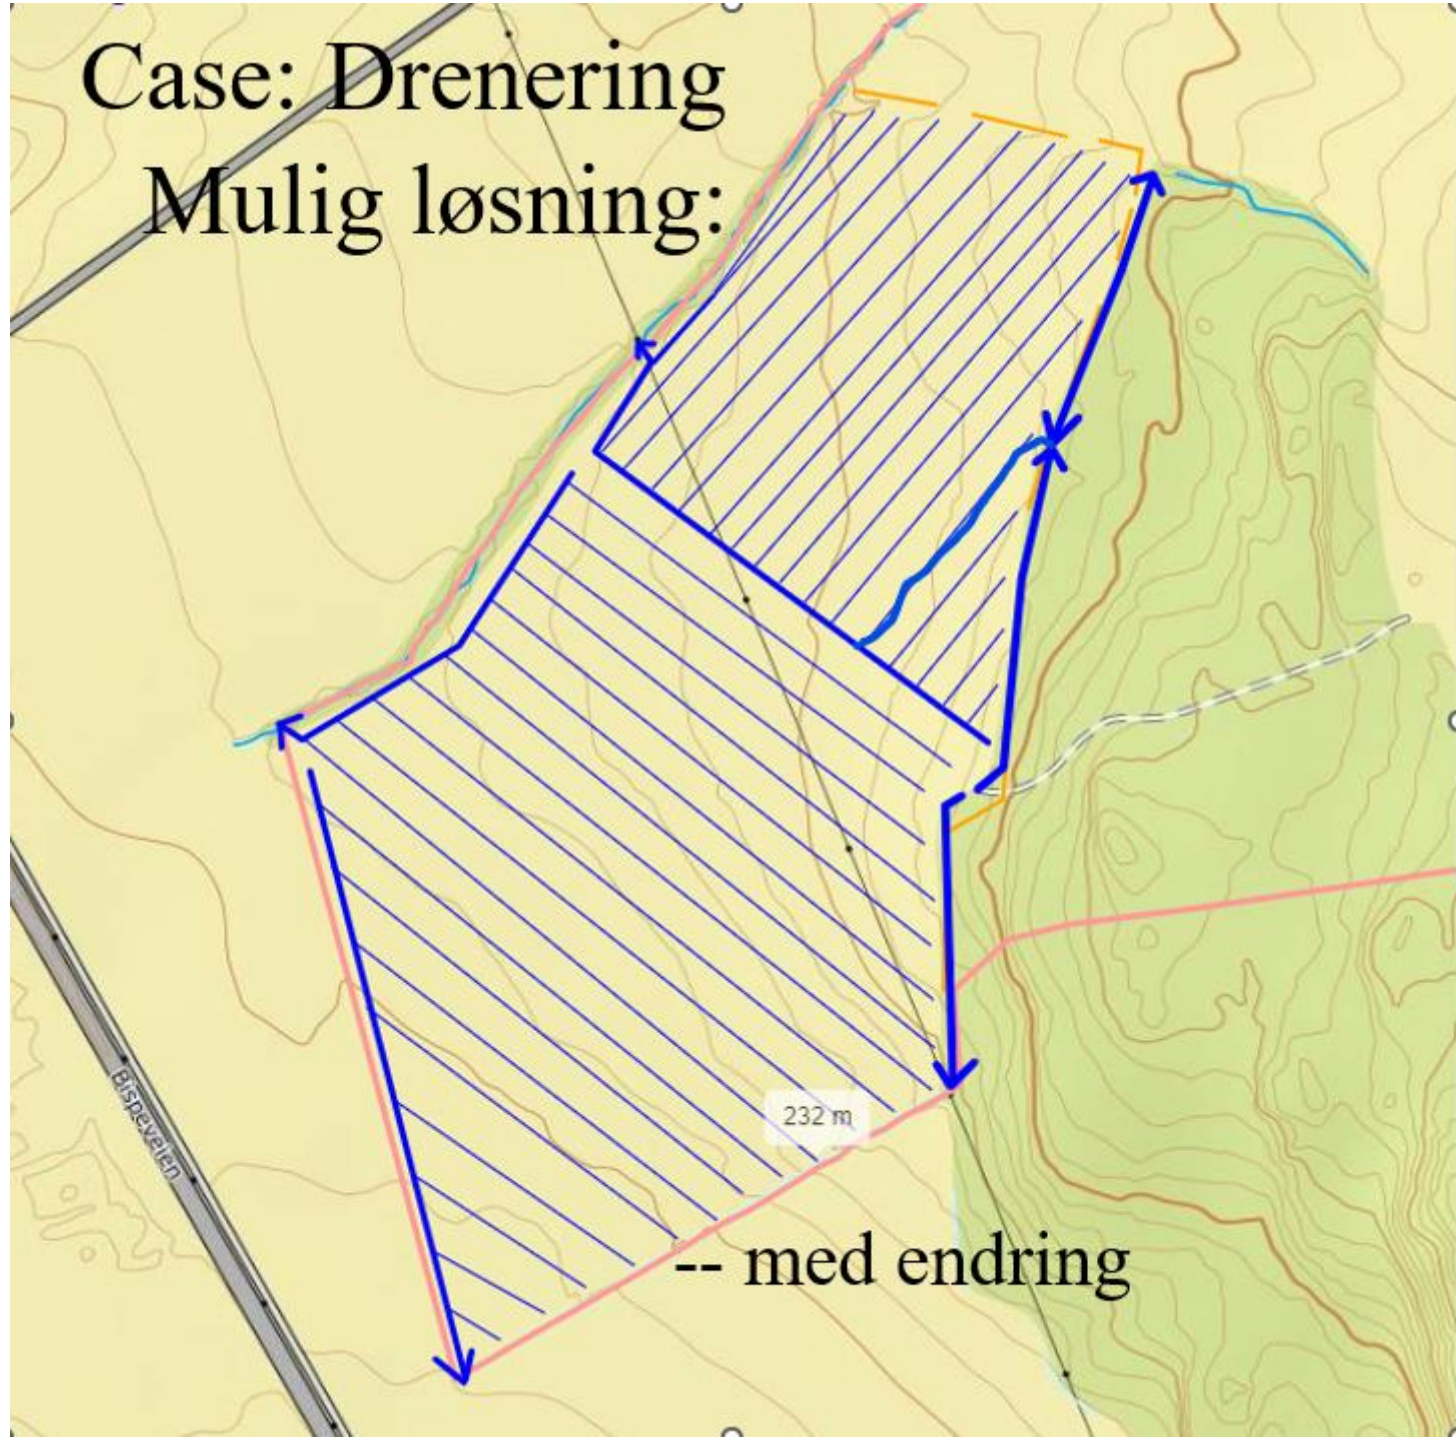 Case: Drenering
Mulig løsning:
Bispeveien
232 m
-- med endring